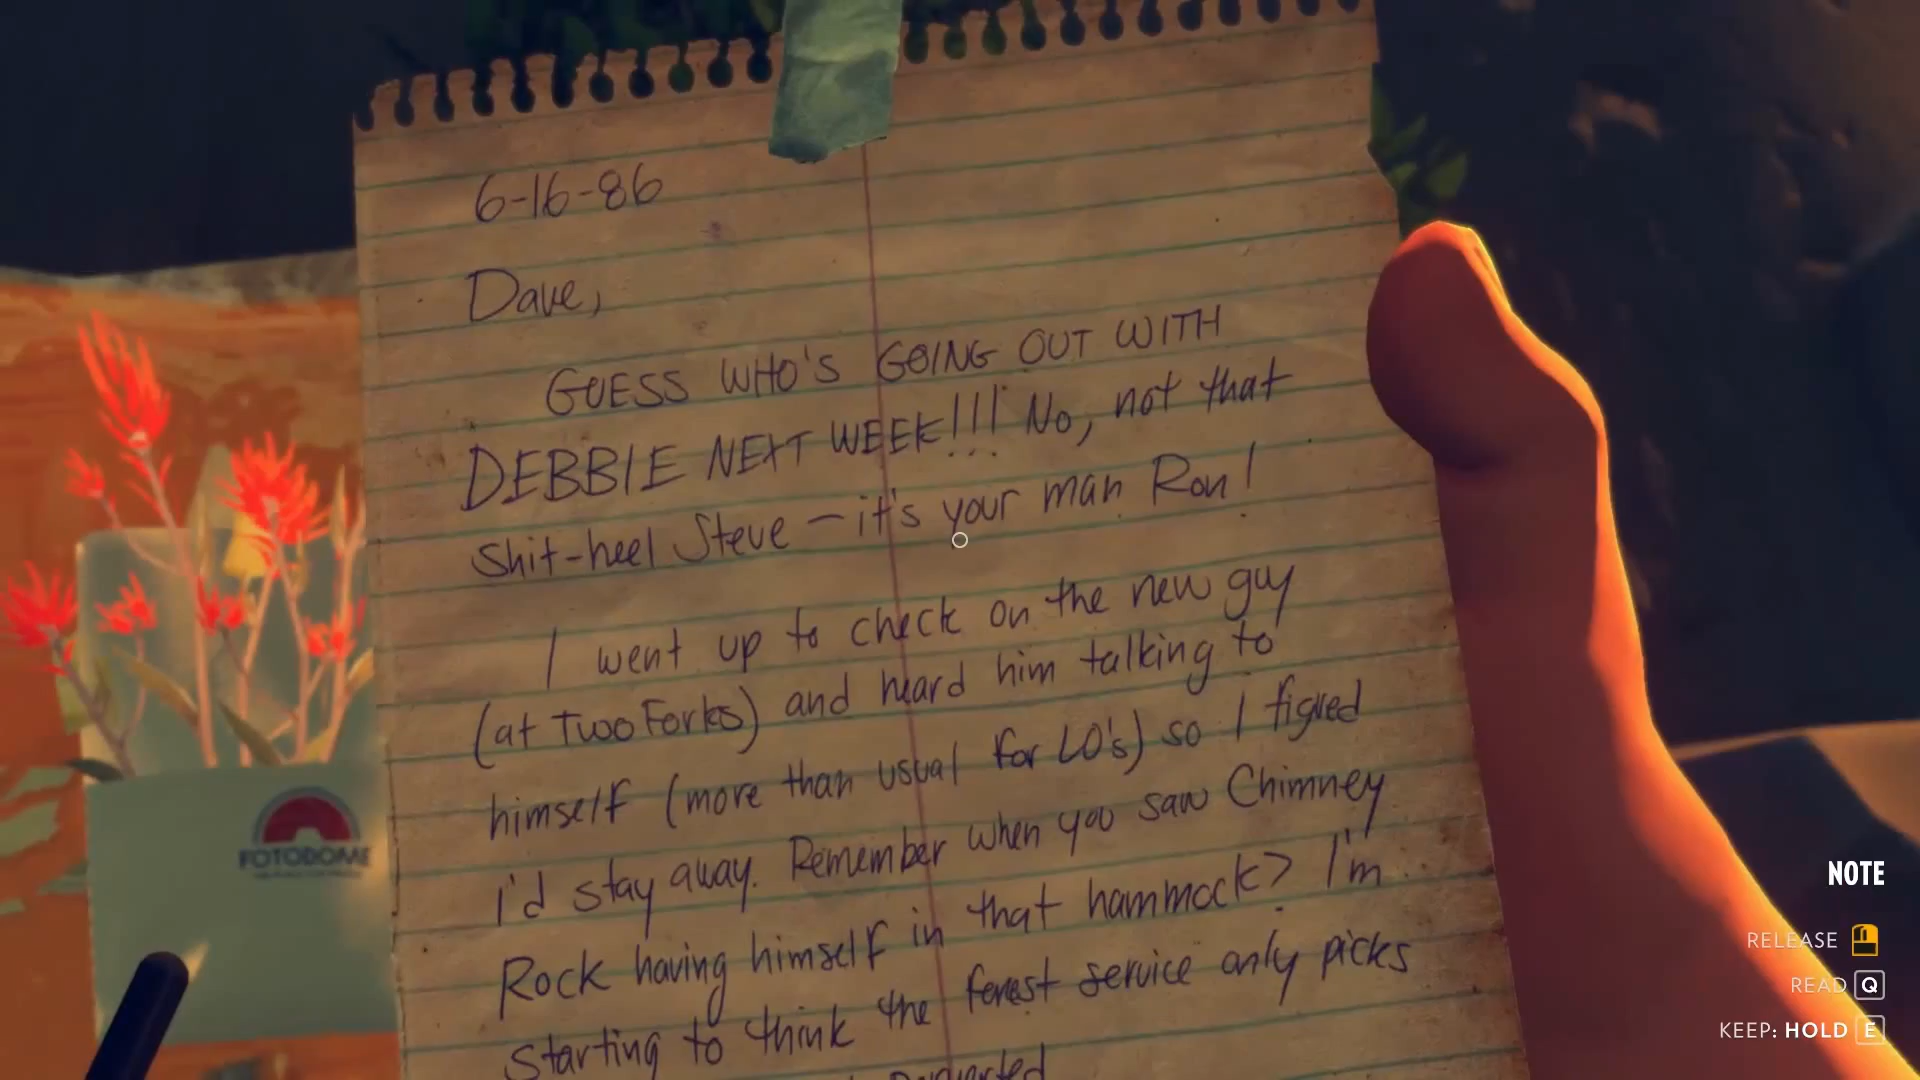 6-16-86
Dave,
GUESS WHO'S GOING OUT WITH
DEBBIE NEXT WEEK!!! No, not that
Shit-heel Steve – it's your man Ron!
I went up to check on the new guy
(at Two Forks) and heard him talking to
himself (more than usual for LO's) so I figred
I'd stay away. Remember when you saw Chimney
Rock having himself in that hammock? I'm
starting to think the forest service only picks
FOTODOME
NOTE
RELEASE
READ Q
KEEP: HOLD E